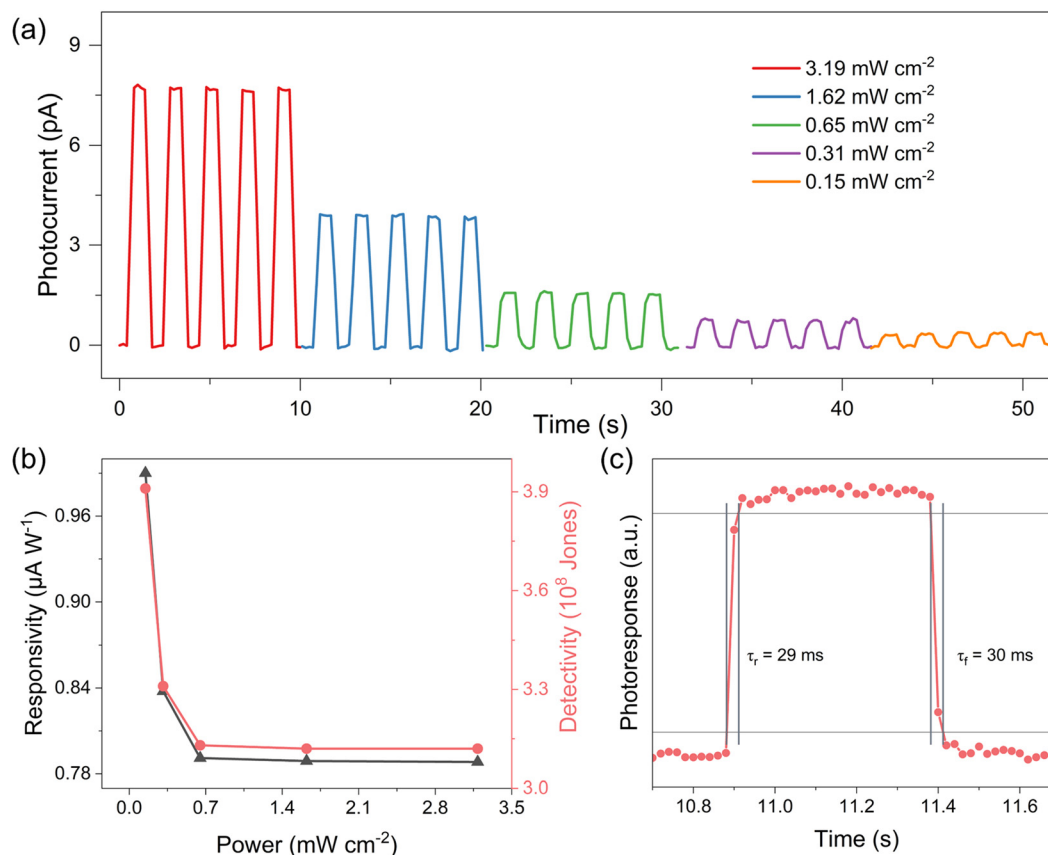 (a)
9
6
3
0
Photocurrent (pA)
3.19 mW cm⁻²
1.62 mW cm⁻²
0.65 mW cm⁻²
0.31 mW cm⁻²
0.15 mW cm⁻²
0 10 20 30 40 50
Time (s)
(b)
0.96
0.90
0.84
0.78
Responsivity (µA W⁻¹)
3.9
3.6
3.3
3.0
Detectivity (10⁸ Jones)
0.0 0.7 1.4 2.1 2.8 3.5
Power (mW cm⁻²)
(c)
Photoresponse (a.u.)
τr = 29 ms
τf = 30 ms
10.8 11.0 11.2 11.4 11.6
Time (s)